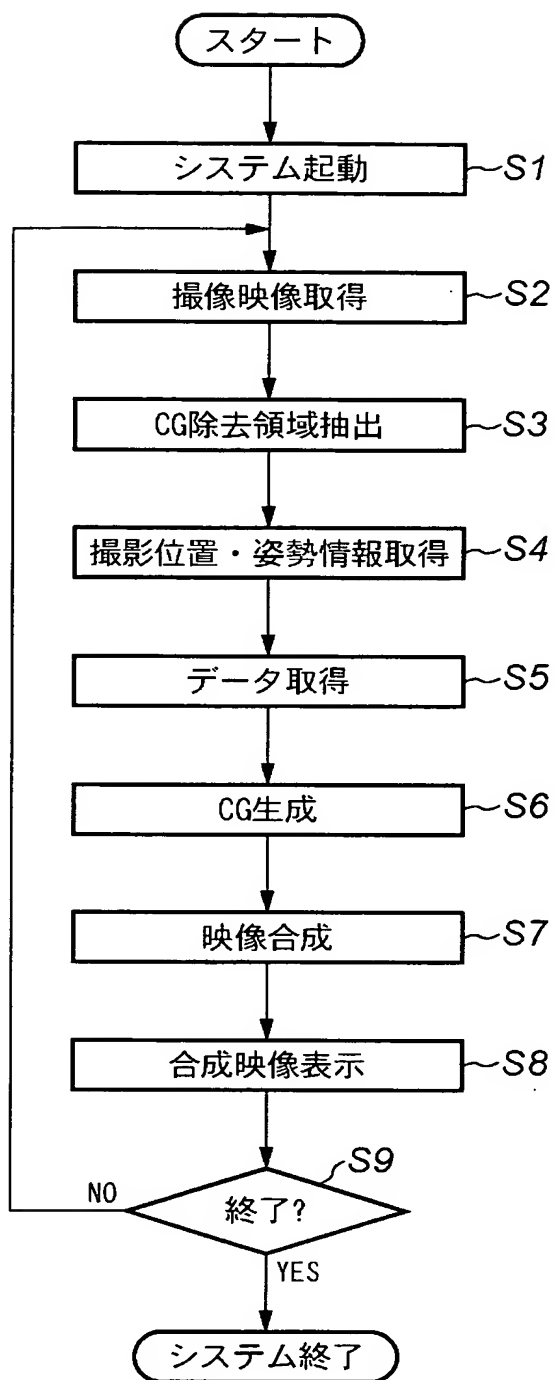 スタート
システム起動 S1
撮像映像取得 S2
CG除去領域抽出 S3
撮影位置・姿勢情報取得 S4
データ取得 S5
CG生成 S6
映像合成 S7
合成映像表示 S8
S9
NO 終了?
YES
システム終了